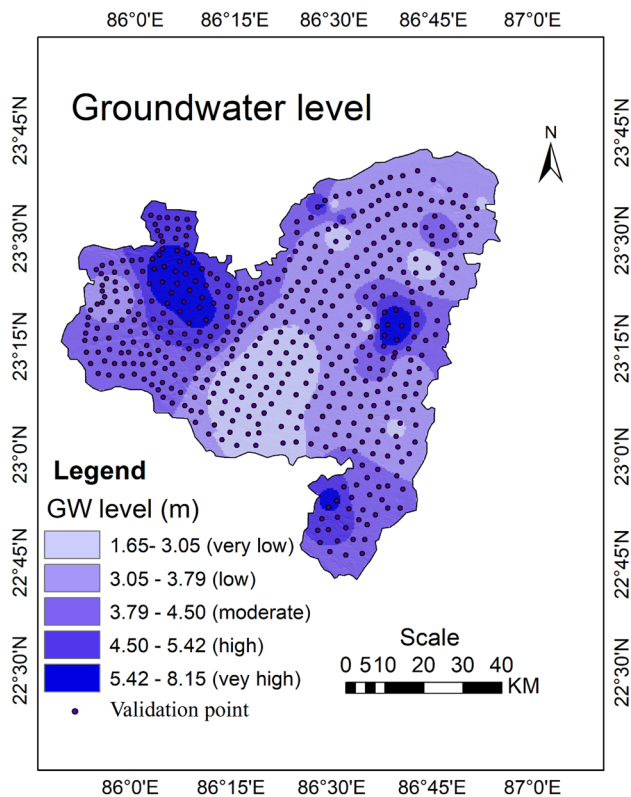 86°0'E 86°15'E 86°30'E 86°45'E 87°0'E
Groundwater level
N
23°45'N 23°45'N
23°30'N 23°30'N
23°15'N 23°15'N
23°0'N 23°0'N
22°45'N 22°45'N
22°30'N 22°30'N
Legend
GW level (m)
1.65- 3.05 (very low)
3.05 - 3.79 (low)
3.79 - 4.50 (moderate)
4.50 - 5.42 (high)
5.42 - 8.15 (vey high)
Validation point
Scale
0 510 20 30 40
KM
86°0'E 86°15'E 86°30'E 86°45'E 87°0'E